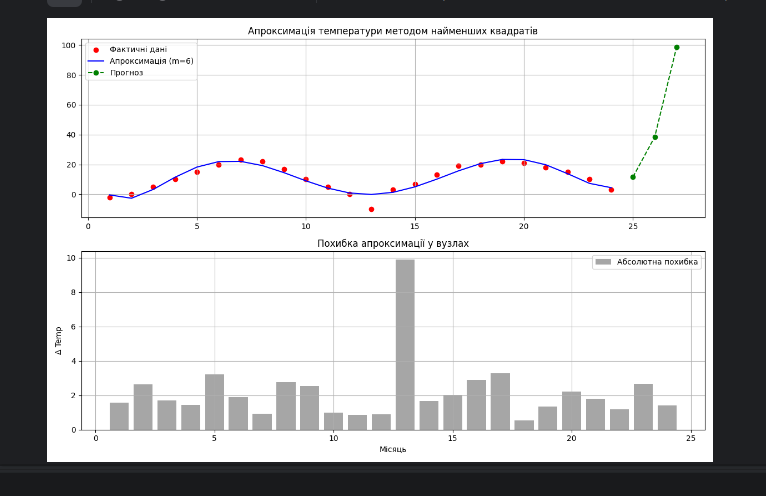 Апроксимація температури методом найменших квадратів
100
80
60
40
20
0
Фактичні дані
Апроксимація (m=6)
Прогноз
0 5 10 15 20 25
Похибка апроксимації у вузлах
10
8
6
4
2
0
Δ Temp
Абсолютна похибка
0 5 10 15 20 25
Місяць